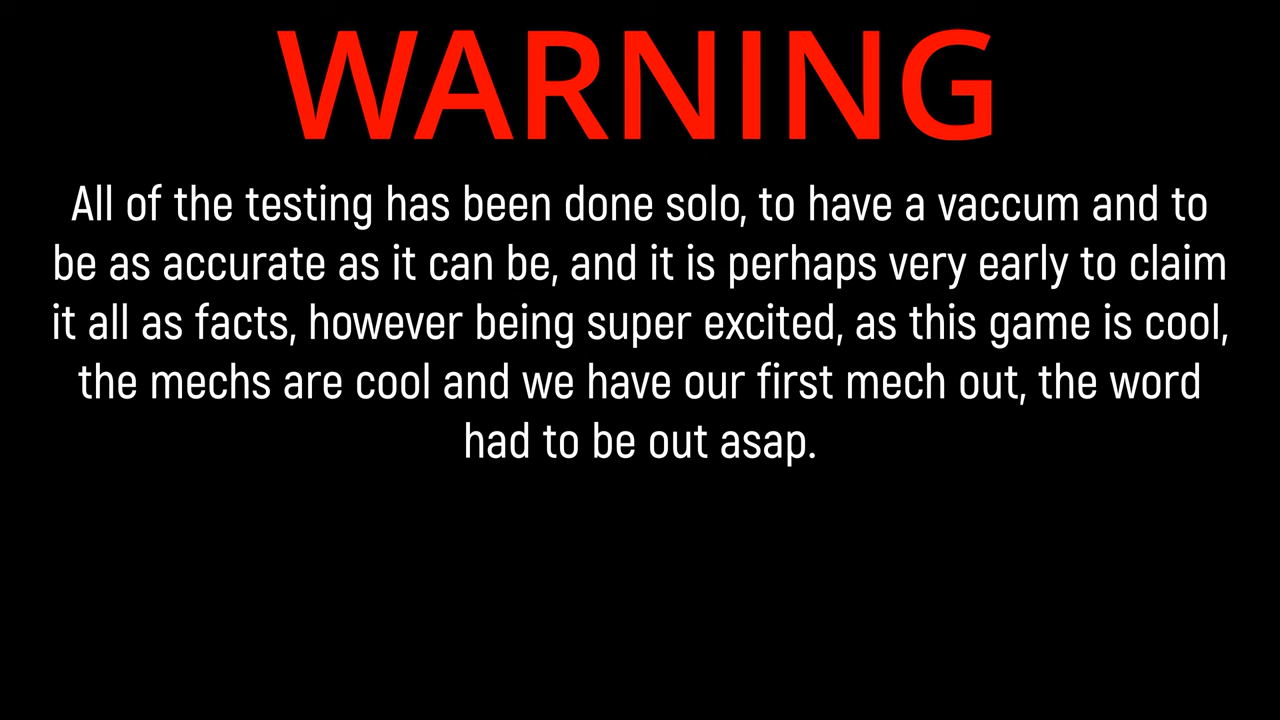 WARNING
All of the testing has been done solo, to have a vaccum and to
be as accurate as it can be, and it is perhaps very early to claim
it all as facts, however being super excited, as this game is cool,
the mechs are cool and we have our first mech out, the word
had to be out asap.